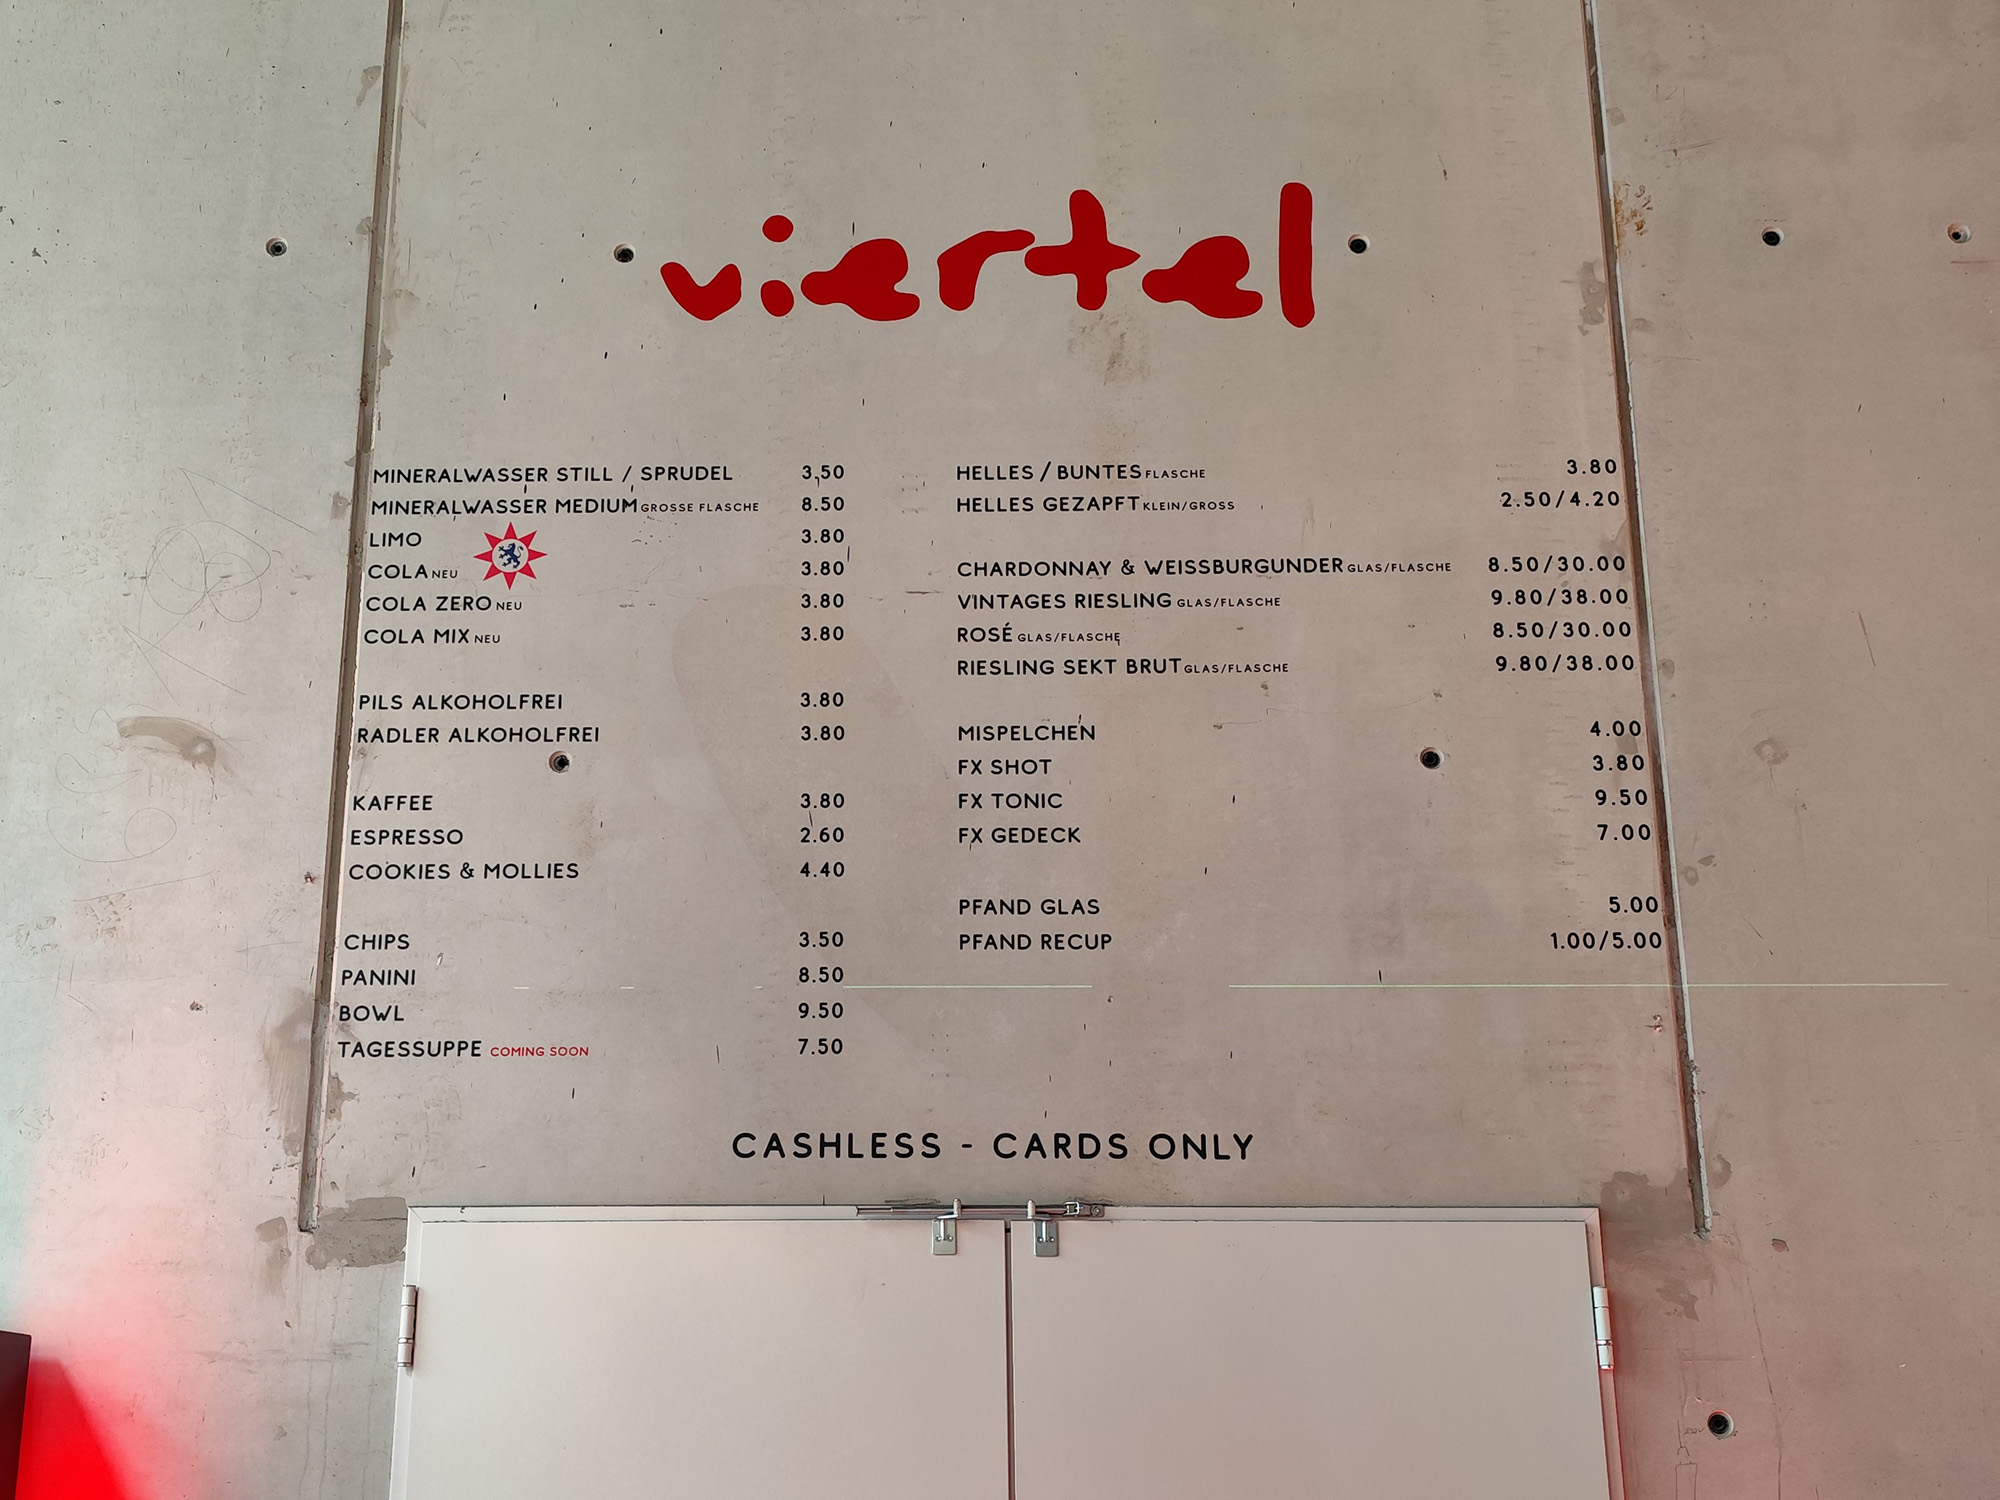 viertel
MINERALWASSER STILL / SPRUDEL 3.50
MINERALWASSER MEDIUM GROSSE FLASCHE 8.50
LIMO 3.80
COLA NEU 3.80
COLA ZERO NEU 3.80
COLA MIX NEU 3.80
PILS ALKOHOLFREI 3.80
RADLER ALKOHOLFREI 3.80
KAFFEE 3.80
ESPRESSO 2.60
COOKIES & MOLLIES 4.40
CHIPS 3.50
PANINI 8.50
BOWL 9.50
TAGESSUPPE COMING SOON 7.50
HELLES / BUNTES FLASCHE 3.80
HELLES GEZAPFT KLEIN/GROSS 2.50/4.20
CHARDONNAY & WEISSBURGUNDER GLAS/FLASCHE 8.50/30.00
VINTAGES RIESLING GLAS/FLASCHE 9.80/38.00
ROSÉ GLAS/FLASCHE 8.50/30.00
RIESLING SEKT BRUT GLAS/FLASCHE 9.80/38.00
MISPELCHEN 4.00
FX SHOT 3.80
FX TONIC 9.50
FX GEDECK 7.00
PFAND GLAS 5.00
PFAND RECUP 1.00/5.00
CASHLESS - CARDS ONLY